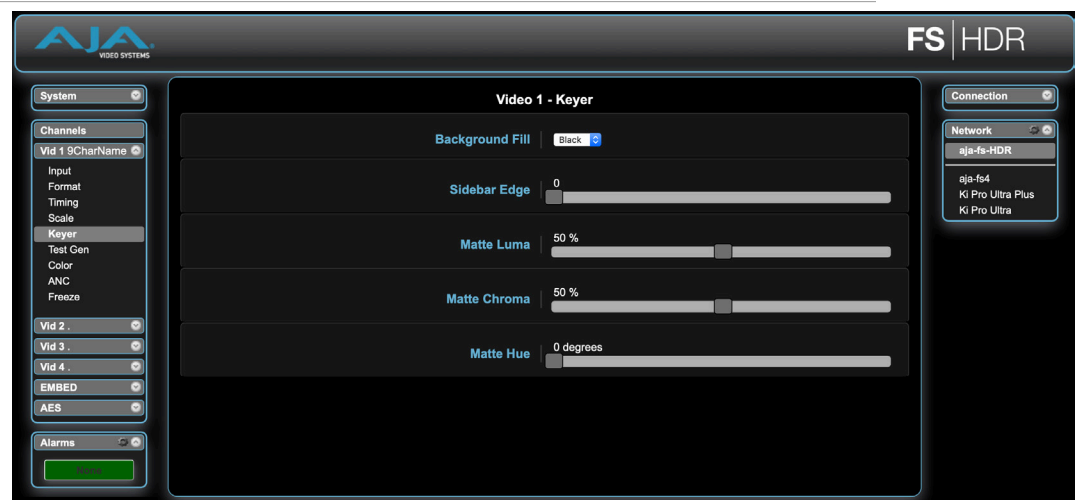 AJA
VIDEO SYSTEMS
FS HDR
System
Channels
Vid 1 9CharName
Input
Format
Timing
Scale
Keyer
Test Gen
Color
ANC
Freeze
Vid 2 .
Vid 3 .
Vid 4 .
EMBED
AES
Alarms
None
Video 1 - Keyer
Background Fill Black
Sidebar Edge 0
Matte Luma 50 %
Matte Chroma 50 %
Matte Hue 0 degrees
Connection
Network
aja-fs-HDR
aja-fs4
Ki Pro Ultra Plus
Ki Pro Ultra